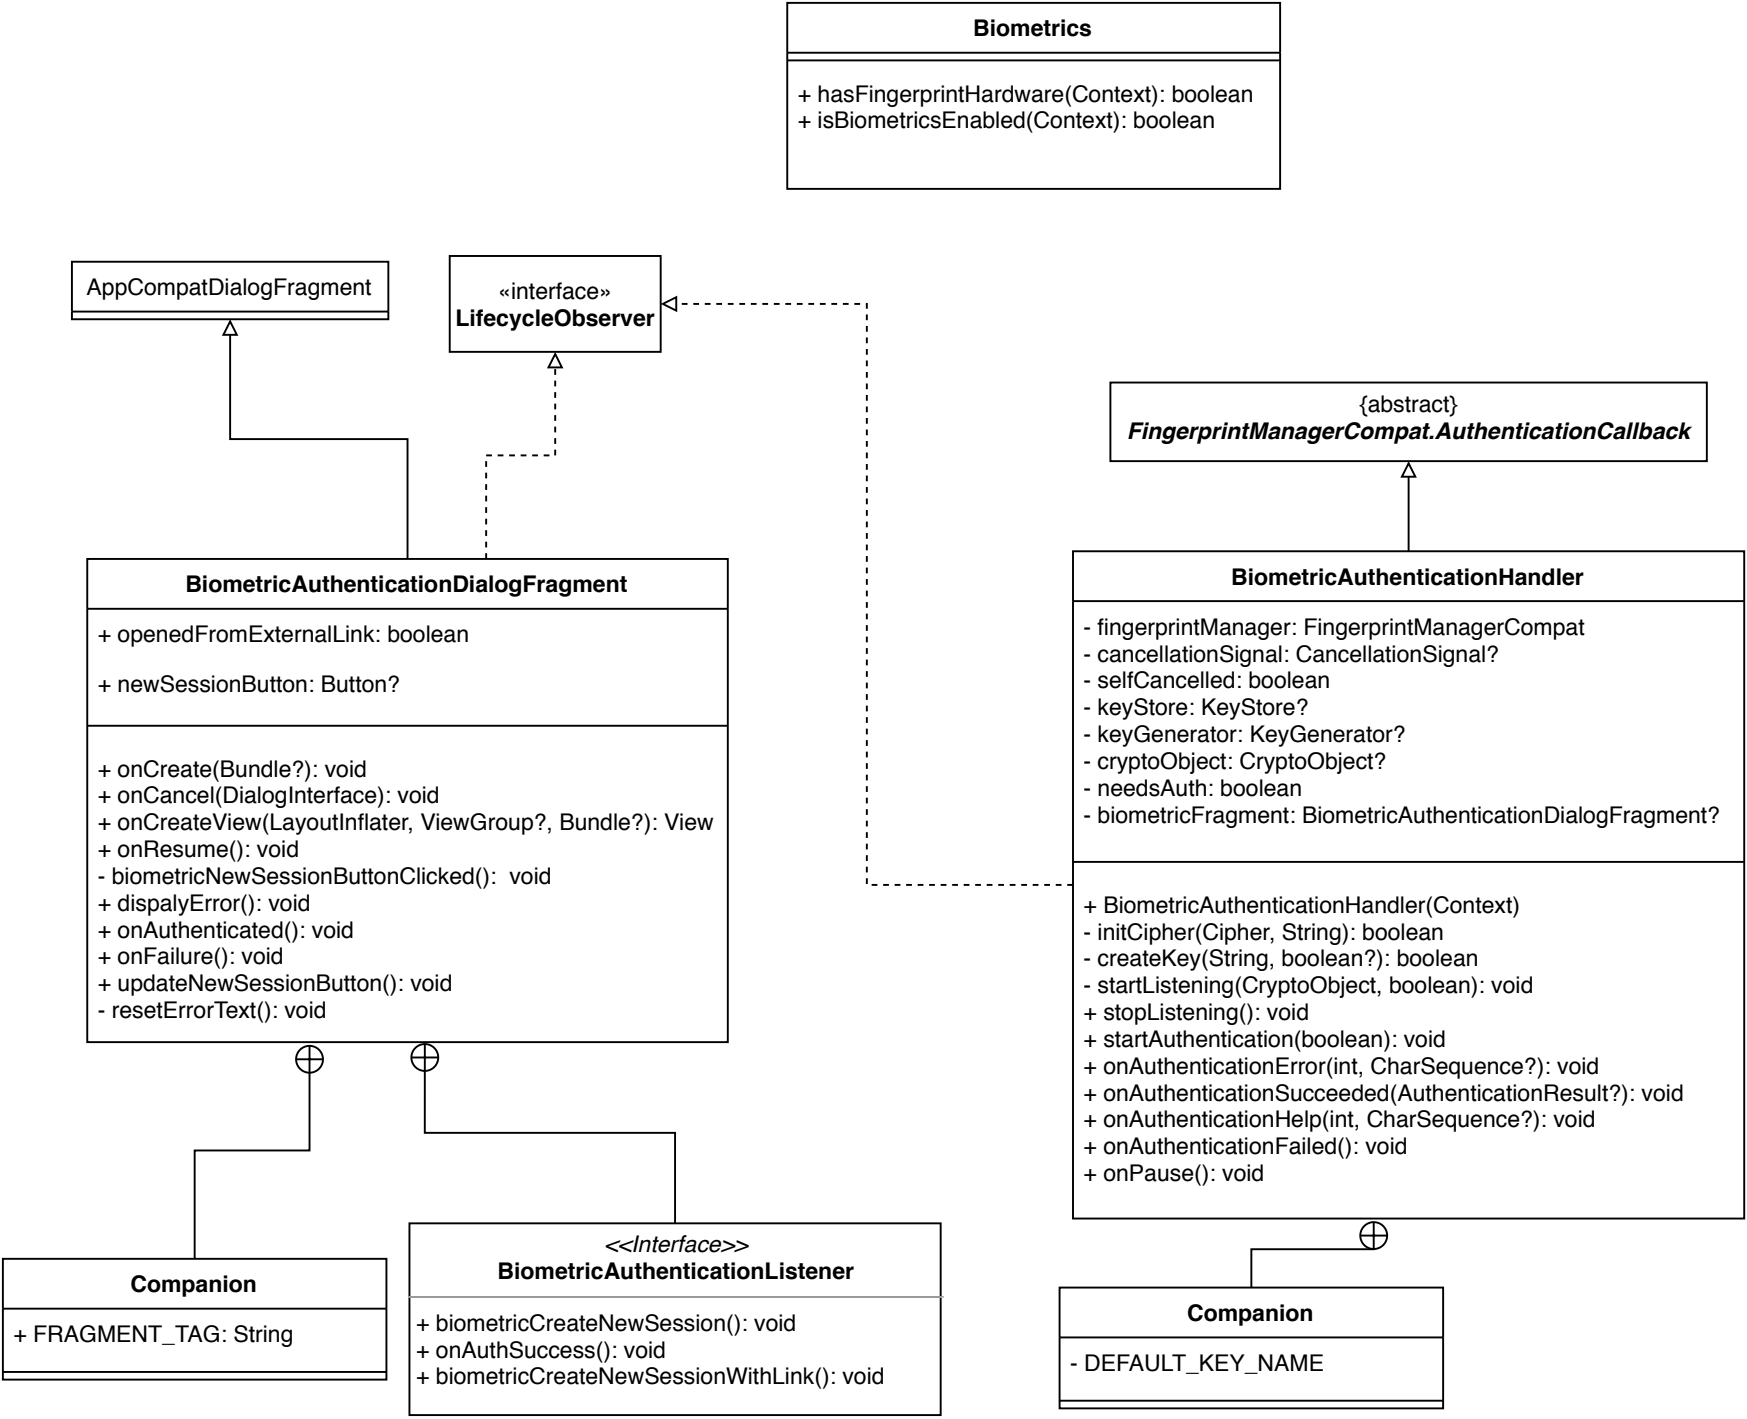 Biometrics
+ hasFingerprintHardware(Context): boolean
+ isBiometricsEnabled(Context): boolean
AppCompatDialogFragment
«interface»
LifecycleObserver
{abstract}
FingerprintManagerCompat.AuthenticationCallback
BiometricAuthenticationDialogFragment
+ openedFromExternalLink: boolean
+ newSessionButton: Button?
+ onCreate(Bundle?): void
+ onCancel(DialogInterface): void
+ onCreateView(LayoutInflater, ViewGroup?, Bundle?): View
+ onResume(): void
- biometricNewSessionButtonClicked():  void
+ dispalyError(): void
+ onAuthenticated(): void
+ onFailure(): void
+ updateNewSessionButton(): void
- resetErrorText(): void
BiometricAuthenticationHandler
- fingerprintManager: FingerprintManagerCompat
- cancellationSignal: CancellationSignal?
- selfCancelled: boolean
- keyStore: KeyStore?
- keyGenerator: KeyGenerator?
- cryptoObject: CryptoObject?
- needsAuth: boolean
- biometricFragment: BiometricAuthenticationDialogFragment?
+ BiometricAuthenticationHandler(Context)
- initCipher(Cipher, String): boolean
- createKey(String, boolean?): boolean
- startListening(CryptoObject, boolean): void
+ stopListening(): void
+ startAuthentication(boolean): void
+ onAuthenticationError(int, CharSequence?): void
+ onAuthenticationSucceeded(AuthenticationResult?): void
+ onAuthenticationHelp(int, CharSequence?): void
+ onAuthenticationFailed(): void
+ onPause(): void
Companion
+ FRAGMENT_TAG: String
<<Interface>>
BiometricAuthenticationListener
+ biometricCreateNewSession(): void
+ onAuthSuccess(): void
+ biometricCreateNewSessionWithLink(): void
Companion
- DEFAULT_KEY_NAME